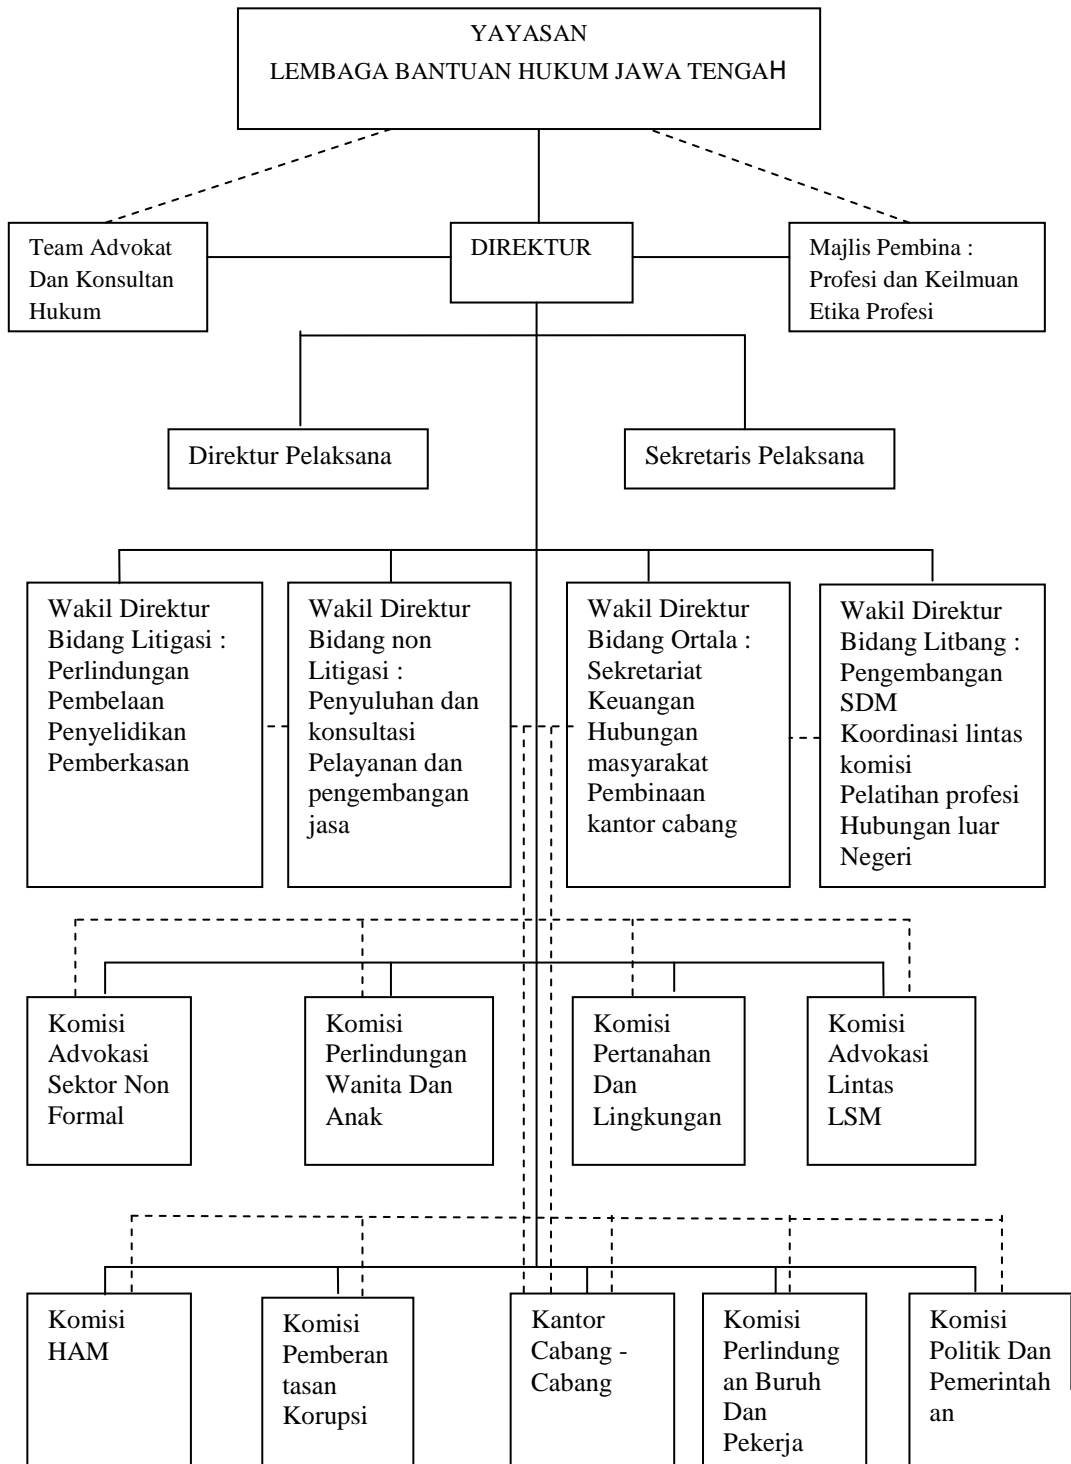 YAYASAN
LEMBAGA BANTUAN HUKUM JAWA TENGAH
Team Advokat
Dan Konsultan
Hukum
DIREKTUR
Majlis Pembina :
Profesi dan Keilmuan
Etika Profesi
Direktur Pelaksana
Sekretaris Pelaksana
Wakil Direktur
Bidang Litigasi :
Perlindungan
Pembelaan
Penyelidikan
Pemberkasan
Wakil Direktur
Bidang non
Litigasi :
Penyuluhan dan
konsultasi
Pelayanan dan
pengembangan
jasa
Wakil Direktur
Bidang Ortala :
Sekretariat
Keuangan
Hubungan
masyarakat
Pembinaan
kantor cabang
Wakil Direktur
Bidang Litbang :
Pengembangan
SDM
Koordinasi lintas
komisi
Pelatihan profesi
Hubungan luar
Negeri
Komisi
Advokasi
Sektor Non
Formal
Komisi
Perlindungan
Wanita Dan
Anak
Komisi
Pertanahan
Dan
Lingkungan
Komisi
Advokasi
Lintas
LSM
Komisi
HAM
Komisi
Pemberan
tasan
Korupsi
Kantor
Cabang -
Cabang
Komisi
Perlindung
an Buruh
Dan
Pekerja
Komisi
Politik Dan
Pemerintah
an